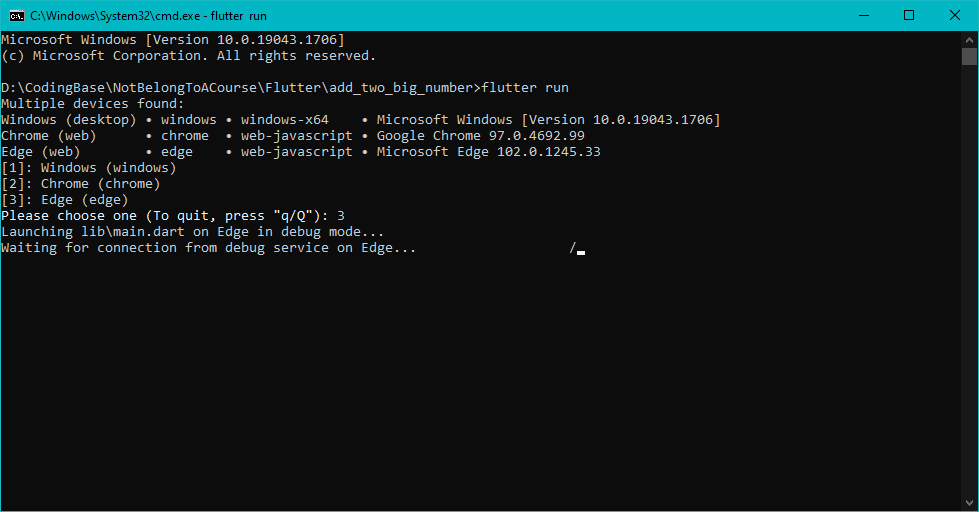 C:\Windows\System32\cmd.exe - flutter run
Microsoft Windows [Version 10.0.19043.1706]
(c) Microsoft Corporation. All rights reserved.
D:\CodingBase\NotBelongToACourse\Flutter\add_two_big_number>flutter run
Multiple devices found:
Windows (desktop) • windows • windows-x64    • Microsoft Windows [Version 10.0.19043.1706]
Chrome (web)      • chrome  • web-javascript • Google Chrome 97.0.4692.99
Edge (web)        • edge    • web-javascript • Microsoft Edge 102.0.1245.33
[1]: Windows (windows)
[2]: Chrome (chrome)
[3]: Edge (edge)
Please choose one (To quit, press "q/Q"): 3
Launching lib\main.dart on Edge in debug mode...
Waiting for connection from debug service on Edge...                   /